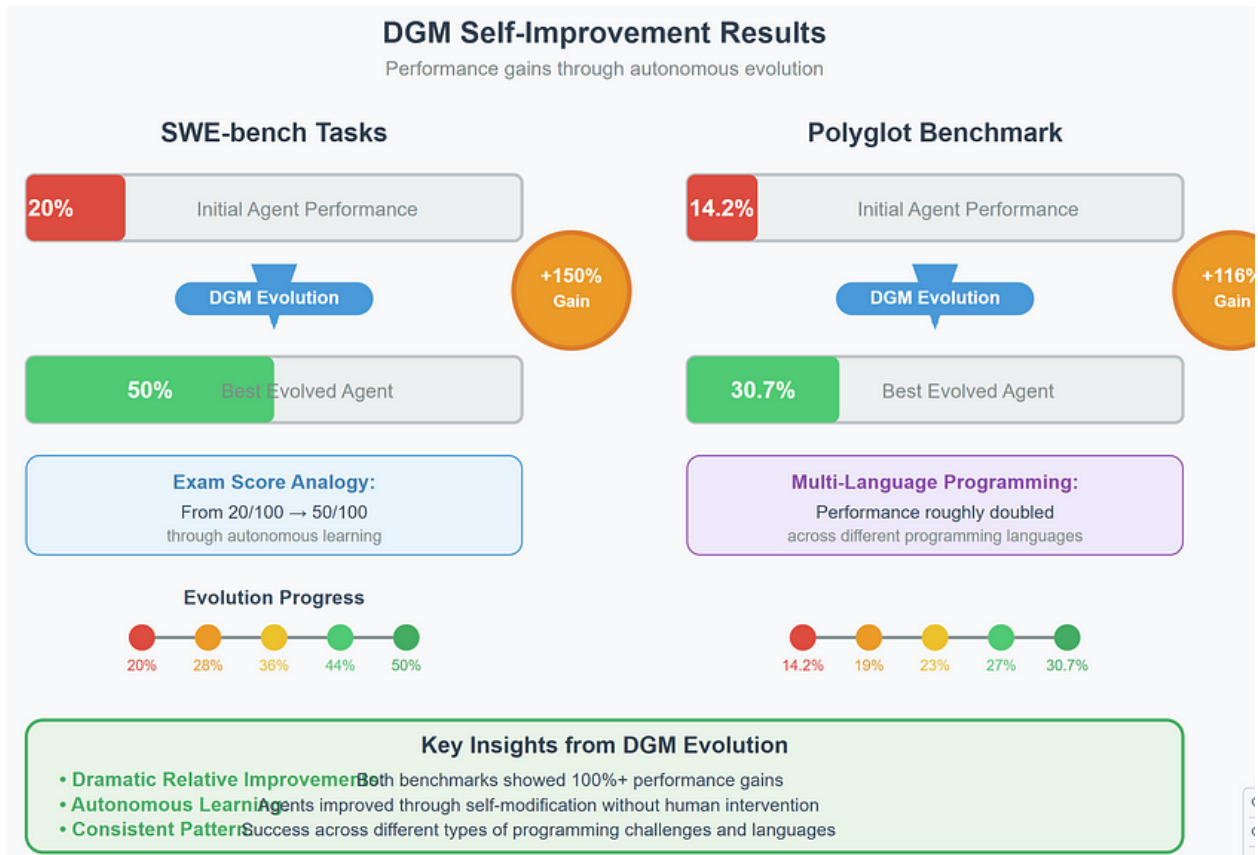 DGM Self-Improvement Results
Performance gains through autonomous evolution
SWE-bench Tasks
20%
Initial Agent Performance
+150%
Gain
DGM Evolution
50%
Best Evolved Agent
Exam Score Analogy:
From 20/100 → 50/100
through autonomous learning
Evolution Progress
20% 28% 36% 44% 50%
Polyglot Benchmark
14.2%
Initial Agent Performance
+116%
Gain
DGM Evolution
30.7%
Best Evolved Agent
Multi-Language Programming:
Performance roughly doubled
across different programming languages
14.2% 19% 23% 27% 30.7%
Key Insights from DGM Evolution
• Dramatic Relative Improvements: Both benchmarks showed 100%+ performance gains
• Autonomous Learning: Agents improved through self-modification without human intervention
• Consistent Pattern: Success across different types of programming challenges and languages